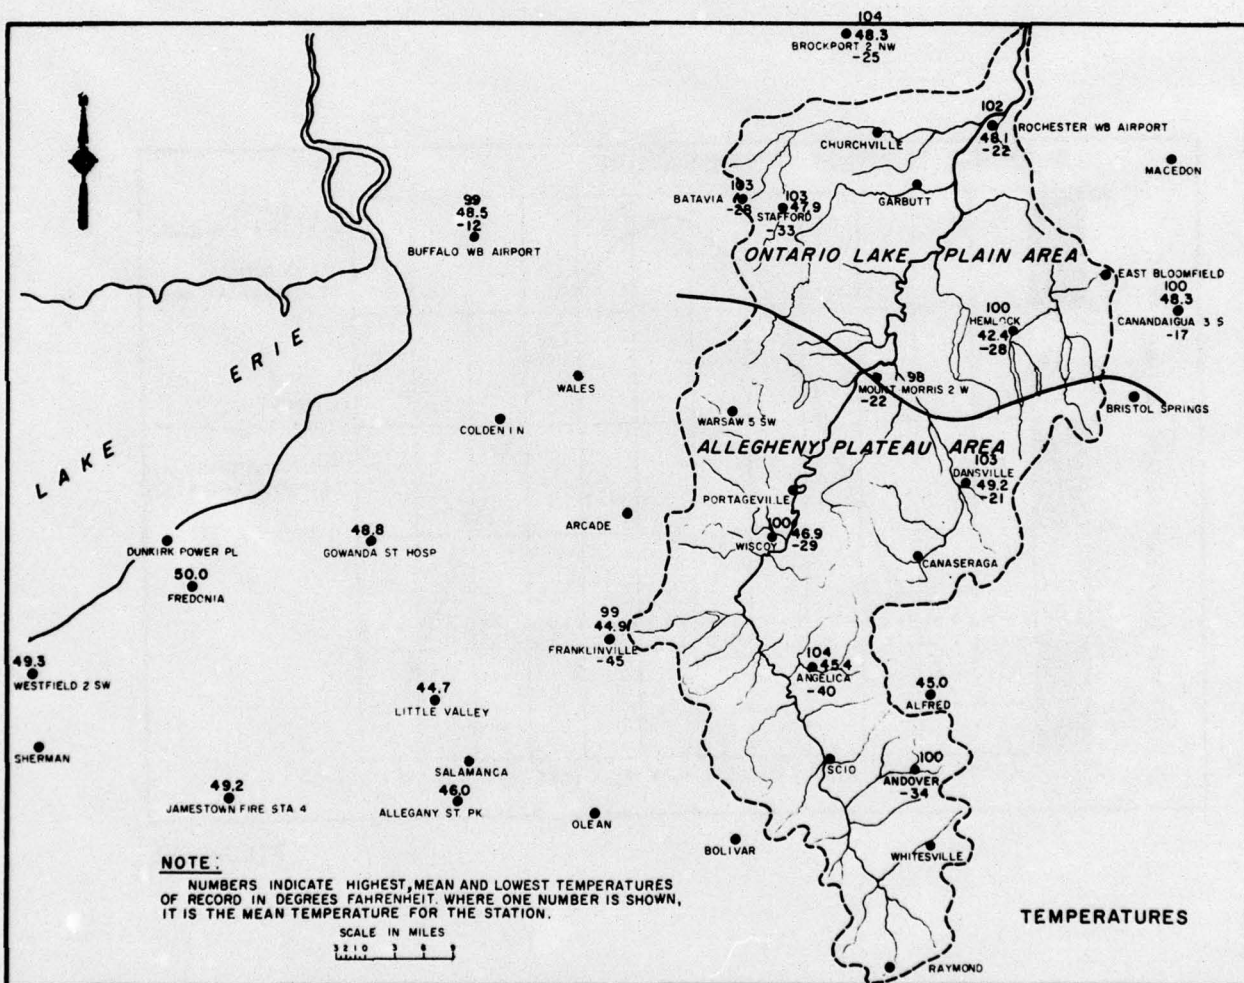 104
48.3
BROCKPORT 2 NW
-25
102
48.1
-22
ROCHESTER WB AIRPORT
CHURCHVILLE
MACEDON
103
BATAVIA
-28
103
47.9
STAFFORD
-33
GARBUTT
99
48.5
-12
BUFFALO WB AIRPORT
ONTARIO LAKE PLAIN AREA
EAST BLOOMFIELD
100
48.3
CANANDAIGUA 3 S
-17
100
HEMLOCK
42.4
-28
LAKE ERIE
WALES
98
MOUNT MORRIS 2 W
-22
BRISTOL SPRINGS
WARSAW 5 SW
COLDEN 1 N
ALLEGHENY PLATEAU AREA
103
DANSVILLE
49.2
-21
PORTAGEVILLE
ARCADE
100
46.9
WISCOY
-29
48.8
GOWANDA ST HOSP
DUNKIRK POWER PL
CANASERAGA
50.0
FREDONIA
99
44.9
FRANKLINVILLE
-45
104
45.4
ANGELICA
-40
49.3
WESTFIELD 2 SW
44.7
LITTLE VALLEY
45.0
ALFRED
SHERMAN
SALAMANCA
SCIO
100
ANDOVER
-34
49.2
JAMESTOWN FIRE STA 4
46.0
ALLEGANY ST PK
OLEAN
BOLIVAR
WHITESVILLE
NOTE:
NUMBERS INDICATE HIGHEST, MEAN AND LOWEST TEMPERATURES
OF RECORD IN DEGREES FAHRENHEIT. WHERE ONE NUMBER IS SHOWN,
IT IS THE MEAN TEMPERATURE FOR THE STATION.
SCALE IN MILES
3 2 1 0 3 6 9
TEMPERATURES
RAYMOND